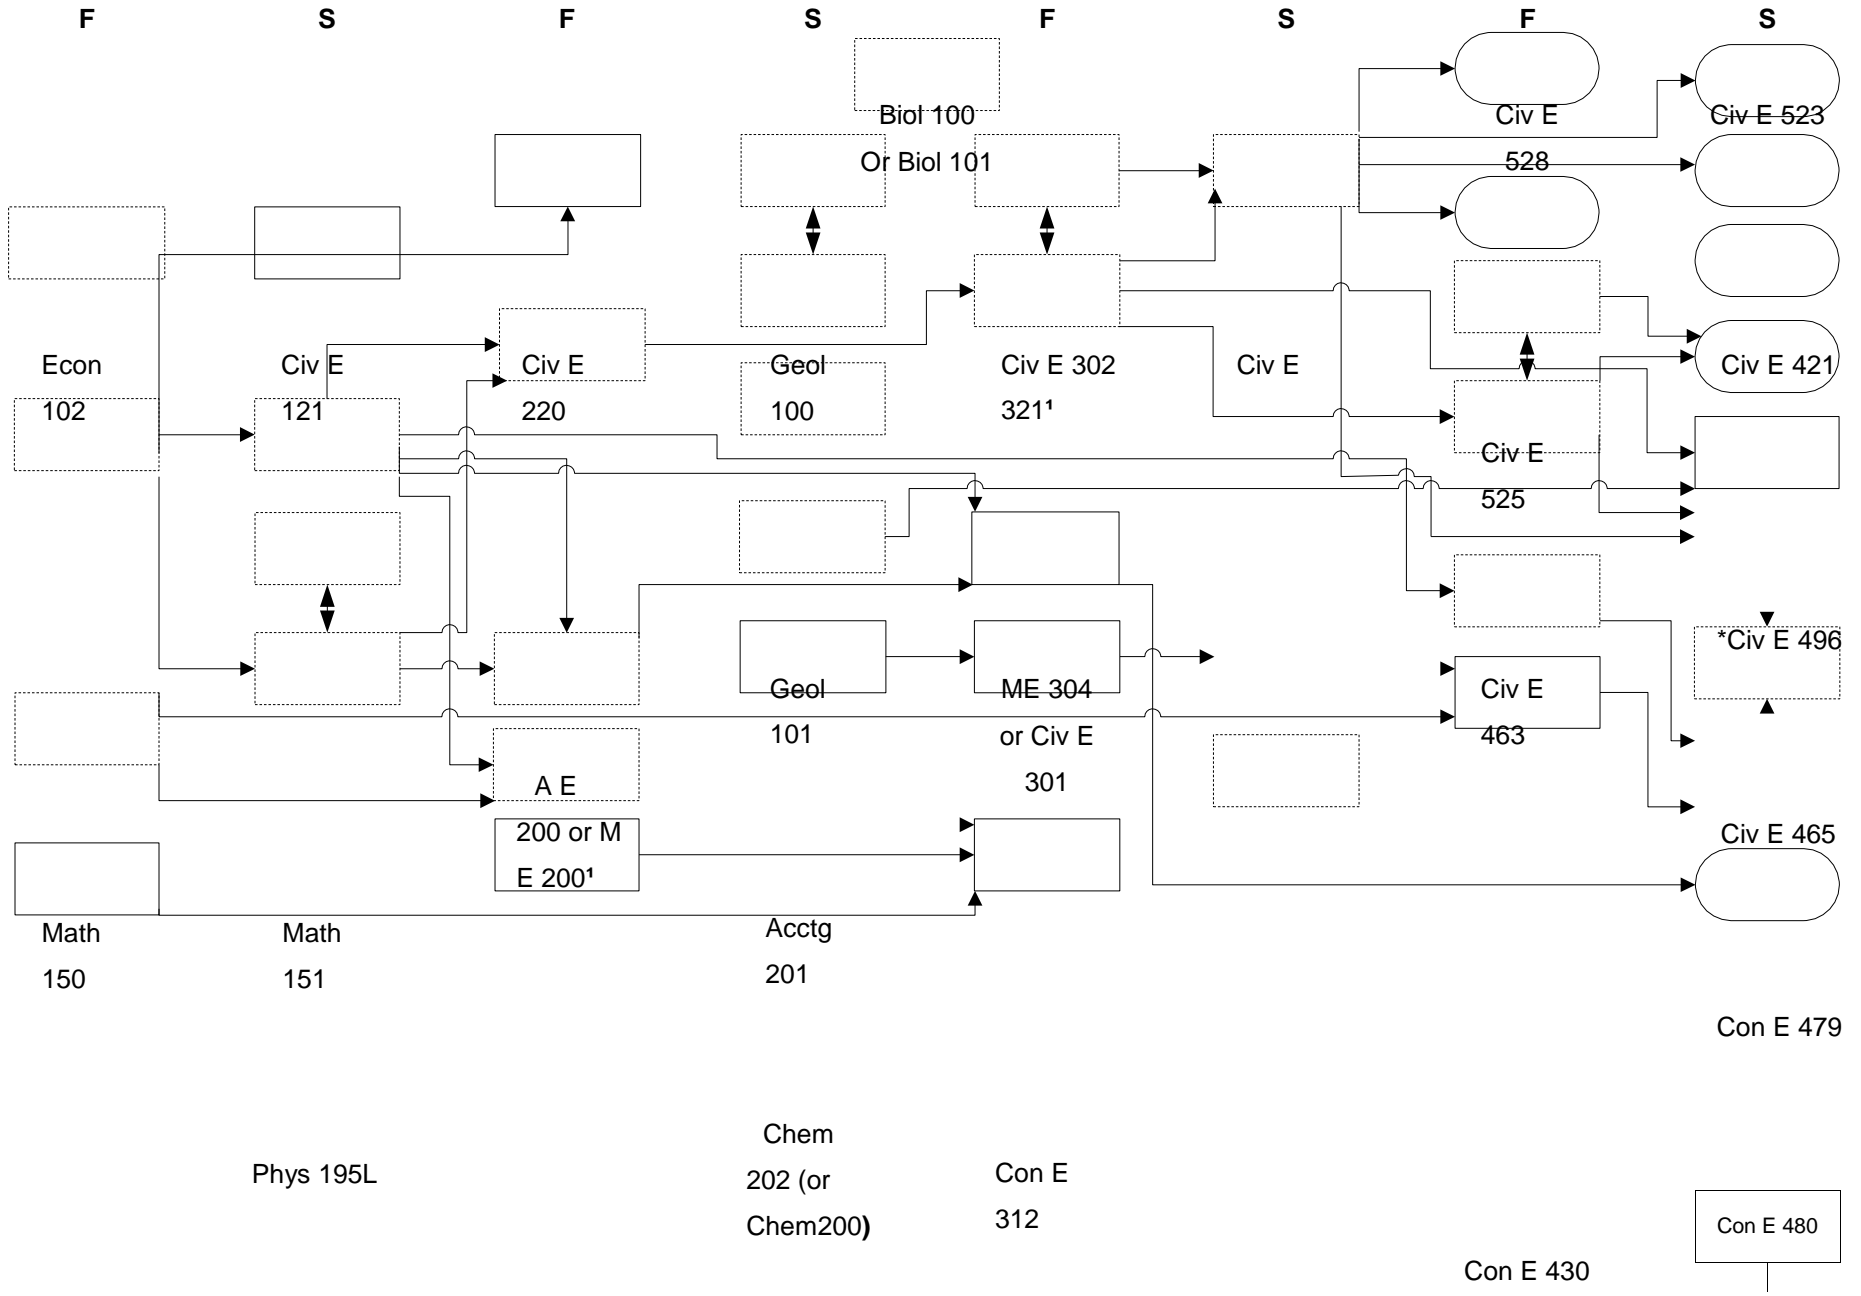 F S F S F S F S
Biol 100
Or Biol 101
Civ E
528
Civ E 523
Econ
102
Civ E
121
Civ E
220
Geol
100
Civ E 302
321¹
Civ E
Civ E 421
Civ E
525
*Civ E 496
Geol
101
ME 304
or Civ E
301
Civ E
463
A E
200 or M
E 200¹
Civ E 465
Math
150
Math
151
Acctg
201
Con E 479
Phys 195L
Chem
202 (or
Chem200)
Con E
312
Con E 480
Con E 430